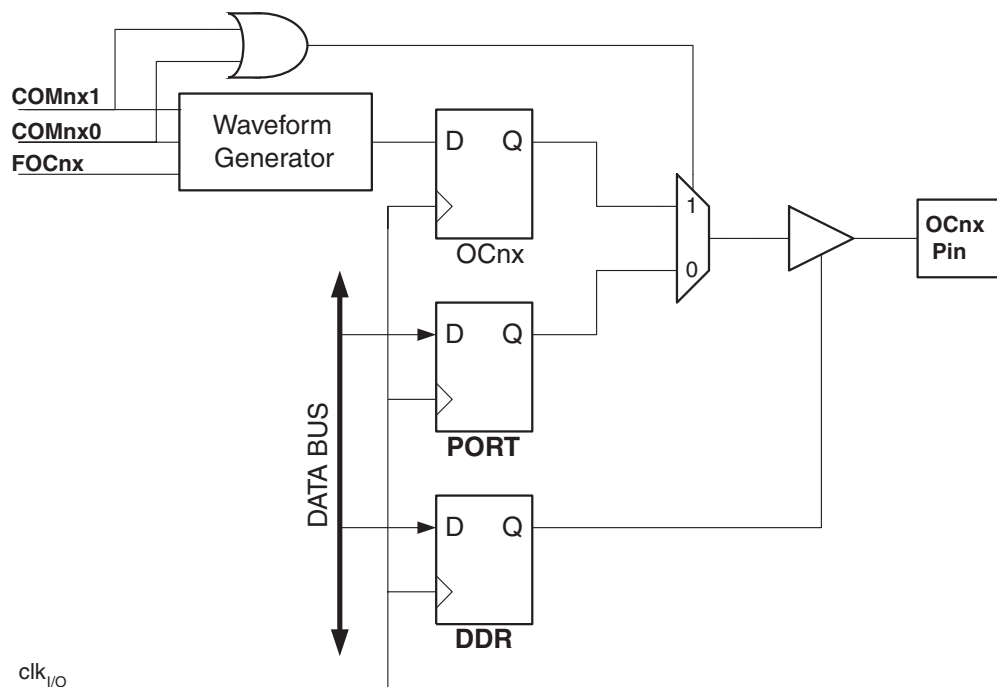 COMnx1
COMnx0
FOCnx
Waveform
Generator
D Q
OCnx
1
0
OCnx
Pin
D Q
PORT
DATA BUS
D Q
DDR
clkI/O